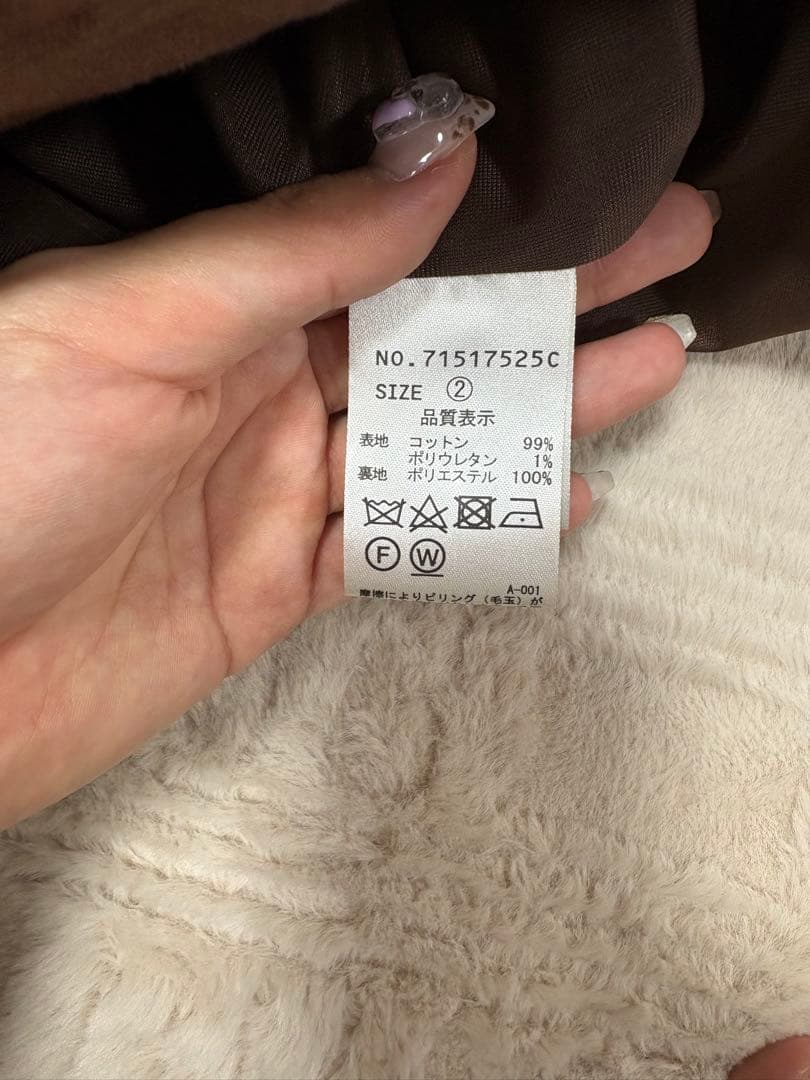 NO.71517525C
SIZE ②
品質表示
表地 コットン 99%
ポリウレタン 1%
裏地 ポリエステル 100%
Ⓕ Ⓦ
A-001
摩擦によりピリング（毛玉）が